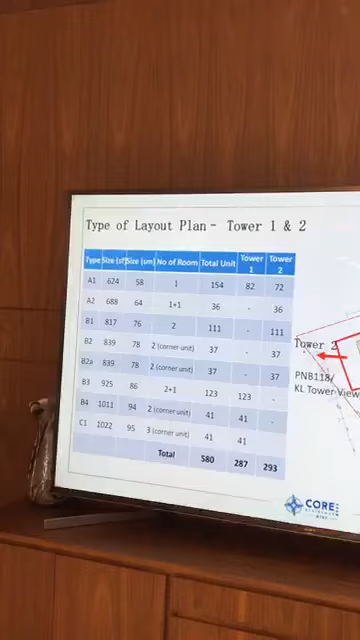 Type of Layout Plan - Tower 1 & 2
Type Size (sf) Size (sm) No of Room Total Unit Tower 1 Tower 2
A1 624 58 1 154 82 72
A2 688 64 1+1 36 - 36
B1 817 76 2 111 - 111
B2 839 78 2 (corner unit) 37 - 37
B2a 839 78 2 (corner unit) 37 - 37
B3 925 86 2+1 123 123 -
B4 1011 94 2 (corner unit) 41 41 -
C1 1022 95 3 (corner unit) 41 41
Total 580 287 293
Tower 2
PNB118/
KL Tower View
CORE